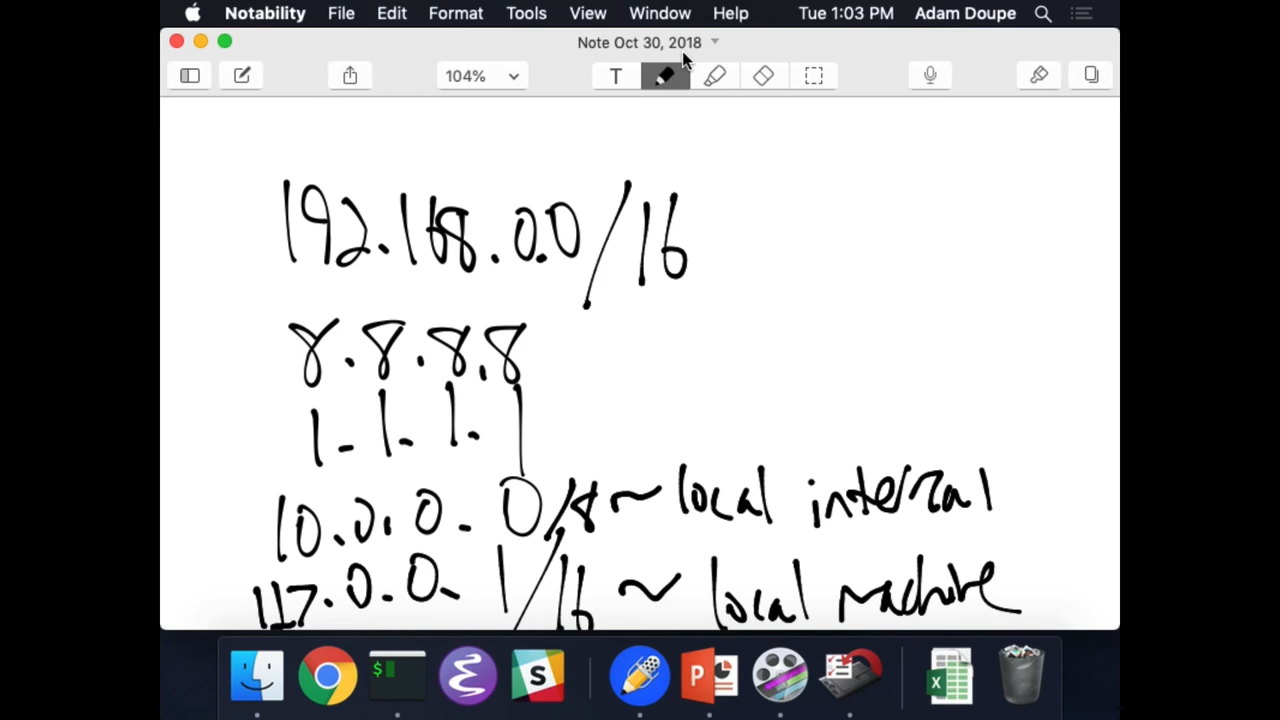 Notability File Edit Format Tools View Window Help Tue 1:03 PM Adam Doupe
Note Oct 30, 2018
104% T
192.168.0.0/16
8.8.8.8
1.1.1.1
10.0.0.0/8 ~ local internal
117.0.0.1/16 ~ local machine
$
S
P
X